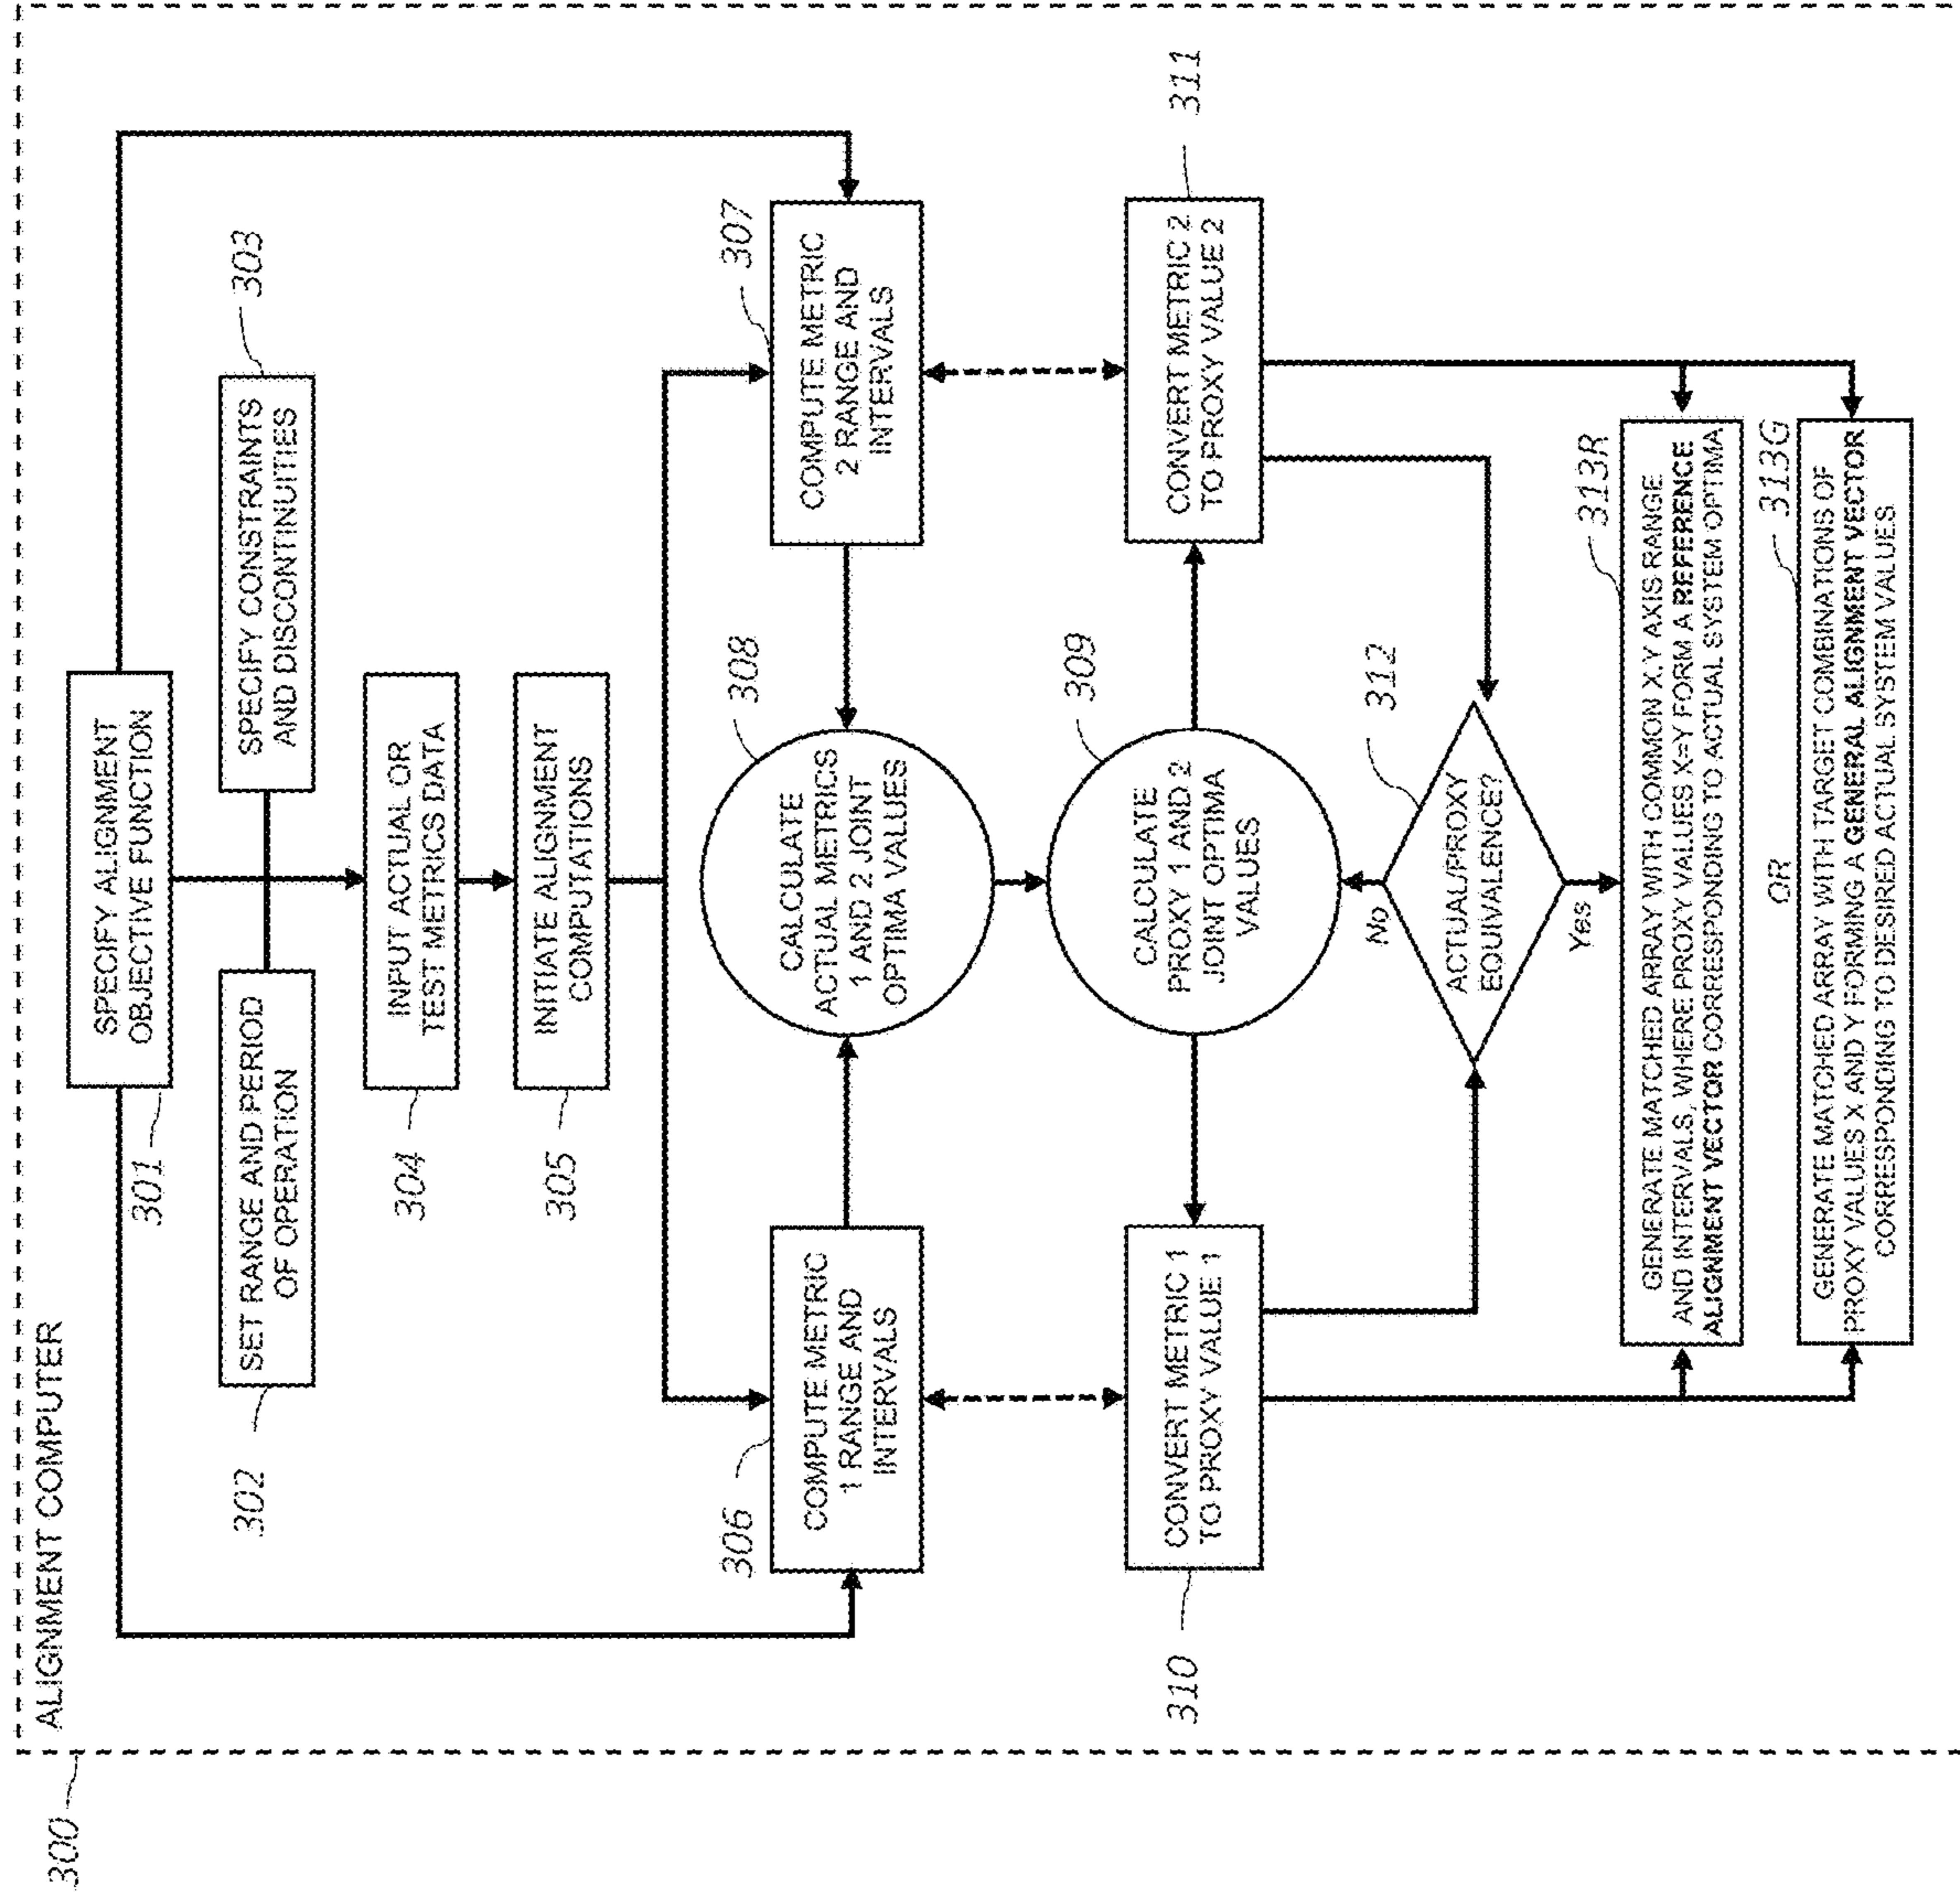 300
ALIGNMENT COMPUTER
SPECIFY ALIGNMENT
OBJECTIVE FUNCTION
301
SET RANGE AND PERIOD
OF OPERATION
302
SPECIFY CONSTRAINTS
AND DISCONTINUITIES
303
INPUT ACTUAL OR
TEST METRICS DATA
304
INITIATE ALIGNMENT
COMPUTATIONS
305
COMPUTE METRIC
1 RANGE AND
INTERVALS
306
CALCULATE
ACTUAL METRICS
1 AND 2 JOINT
OPTIMA VALUES
308
COMPUTE METRIC
2 RANGE AND
INTERVALS
307
CONVERT METRIC 1
TO PROXY VALUE 1
310
CALCULATE
PROXY 1 AND 2
JOINT OPTIMA
VALUES
309
CONVERT METRIC 2
TO PROXY VALUE 2
311
No
ACTUAL/PROXY
EQUIVALENCE?
312
Yes
313R
GENERATE MATCHED ARRAY WITH COMMON X,Y AXIS RANGE
AND INTERVALS, WHERE PROXY VALUES X=Y FORM A REFERENCE
ALIGNMENT VECTOR CORRESPONDING TO ACTUAL SYSTEM OPTIMA
OR
313G
GENERATE MATCHED ARRAY WITH TARGET COMBINATIONS OF
PROXY VALUES X AND Y FORMING A GENERAL ALIGNMENT VECTOR
CORRESPONDING TO DESIRED ACTUAL SYSTEM VALUES